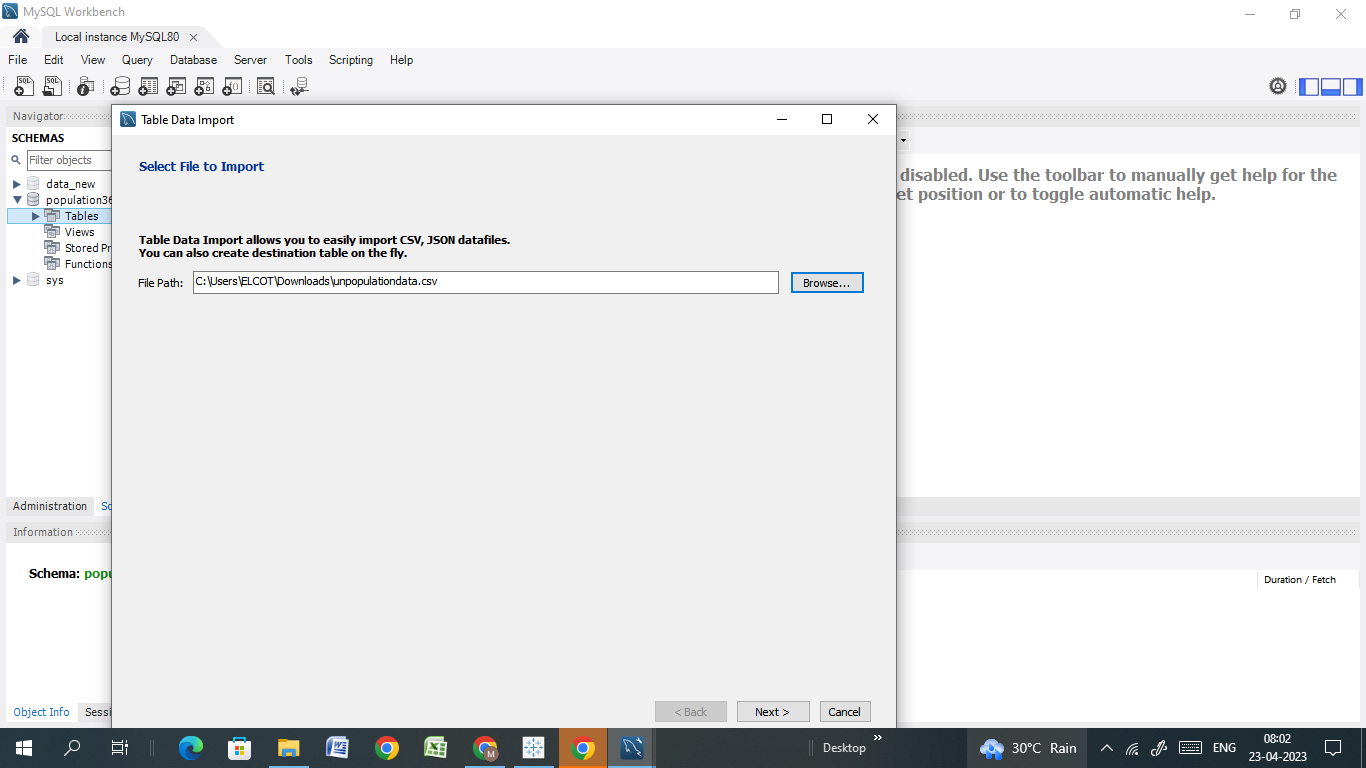 MySQL Workbench
Local instance MySQL80
File Edit View Query Database Server Tools Scripting Help
Navigator
SCHEMAS
Filter objects
data_new
population36
Tables
Views
Stored Pr
Functions
sys
Table Data Import
Select File to Import
Table Data Import allows you to easily import CSV, JSON datafiles.
You can also create destination table on the fly.
File Path: C:\Users\ELCOT\Downloads\unpopulationdata.csv Browse...
< Back Next > Cancel
disabled. Use the toolbar to manually get help for the
et position or to toggle automatic help.
Administration Sc
Information
Schema: popu
Duration / Fetch
Object Info Sessi
Desktop
30°C Rain
ENG
08:02
23-04-2023